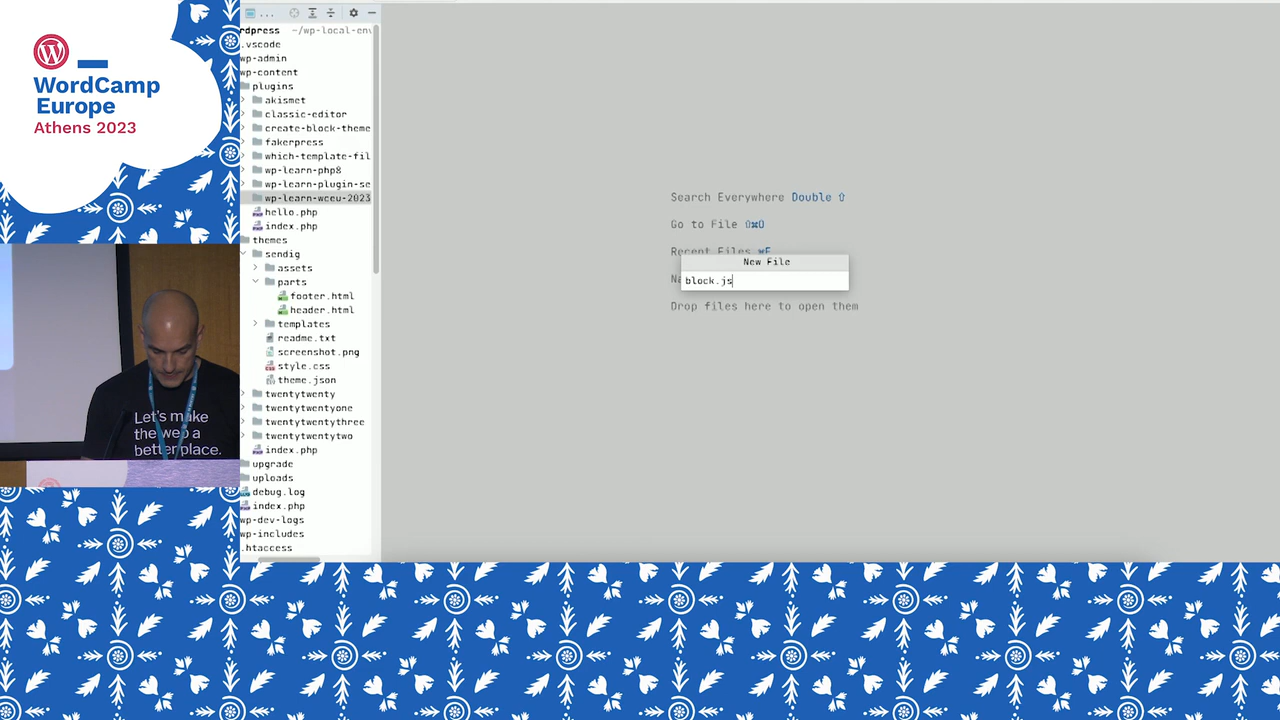 WordCamp
Europe
Athens 2023
Let's make
the web a
better place.
...
rdpress ~/wp-local-env
.vscode
wp-admin
wp-content
plugins
akismet
classic-editor
create-block-theme
fakerpress
which-template-fil
wp-learn-php8
wp-learn-plugin-se
wp-learn-wceu-2023
hello.php
index.php
themes
sendig
assets
parts
footer.html
header.html
templates
readme.txt
screenshot.png
style.css
theme.json
twentytwenty
twentytwentyone
twentytwentythree
twentytwentytwo
index.php
upgrade
uploads
debug.log
index.php
wp-dev-logs
wp-includes
.htaccess
Search Everywhere Double ⇧
Go to File ⇧⌘O
Recent Files ⌘E
New File
block.js
Na
Drop files here to open them